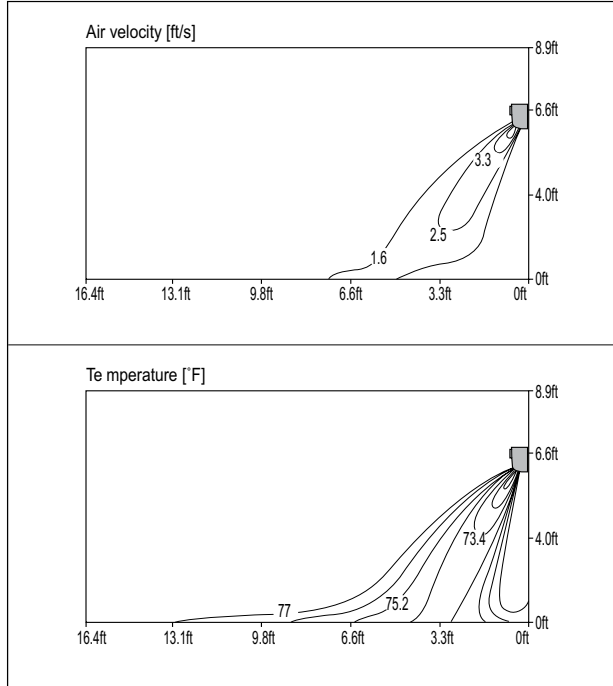 Air velocity [ft/s]
8.9ft
6.6ft
3.3
4.0ft
2.5
1.6
0ft
16.4ft 13.1ft 9.8ft 6.6ft 3.3ft 0ft
Te mperature [˚F]
8.9ft
6.6ft
73.4
4.0ft
75.2
77
0ft
16.4ft 13.1ft 9.8ft 6.6ft 3.3ft 0ft